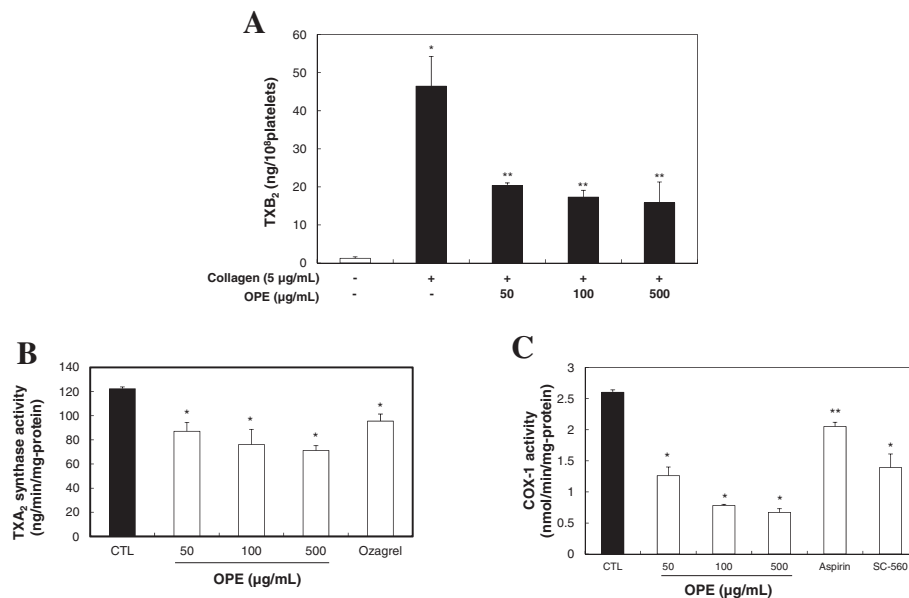 A
60
50
40
30
20
10
0
TXB₂ (ng/10⁸platelets)
* ** ** **
Collagen (5 µg/mL) - + + + +
OPE (µg/mL) - - 50 100 500
B
140
120
100
80
60
40
20
0
TXA₂ synthase activity
(ng/min/mg-protein)
* * * *
CTL 50 100 500 Ozagrel
OPE (µg/mL)
C
3
2.5
2
1.5
1
0.5
0
COX-1 activity
(nmol/min/mg-protein)
* * * ** *
CTL 50 100 500 Aspirin SC-560
OPE (µg/mL)